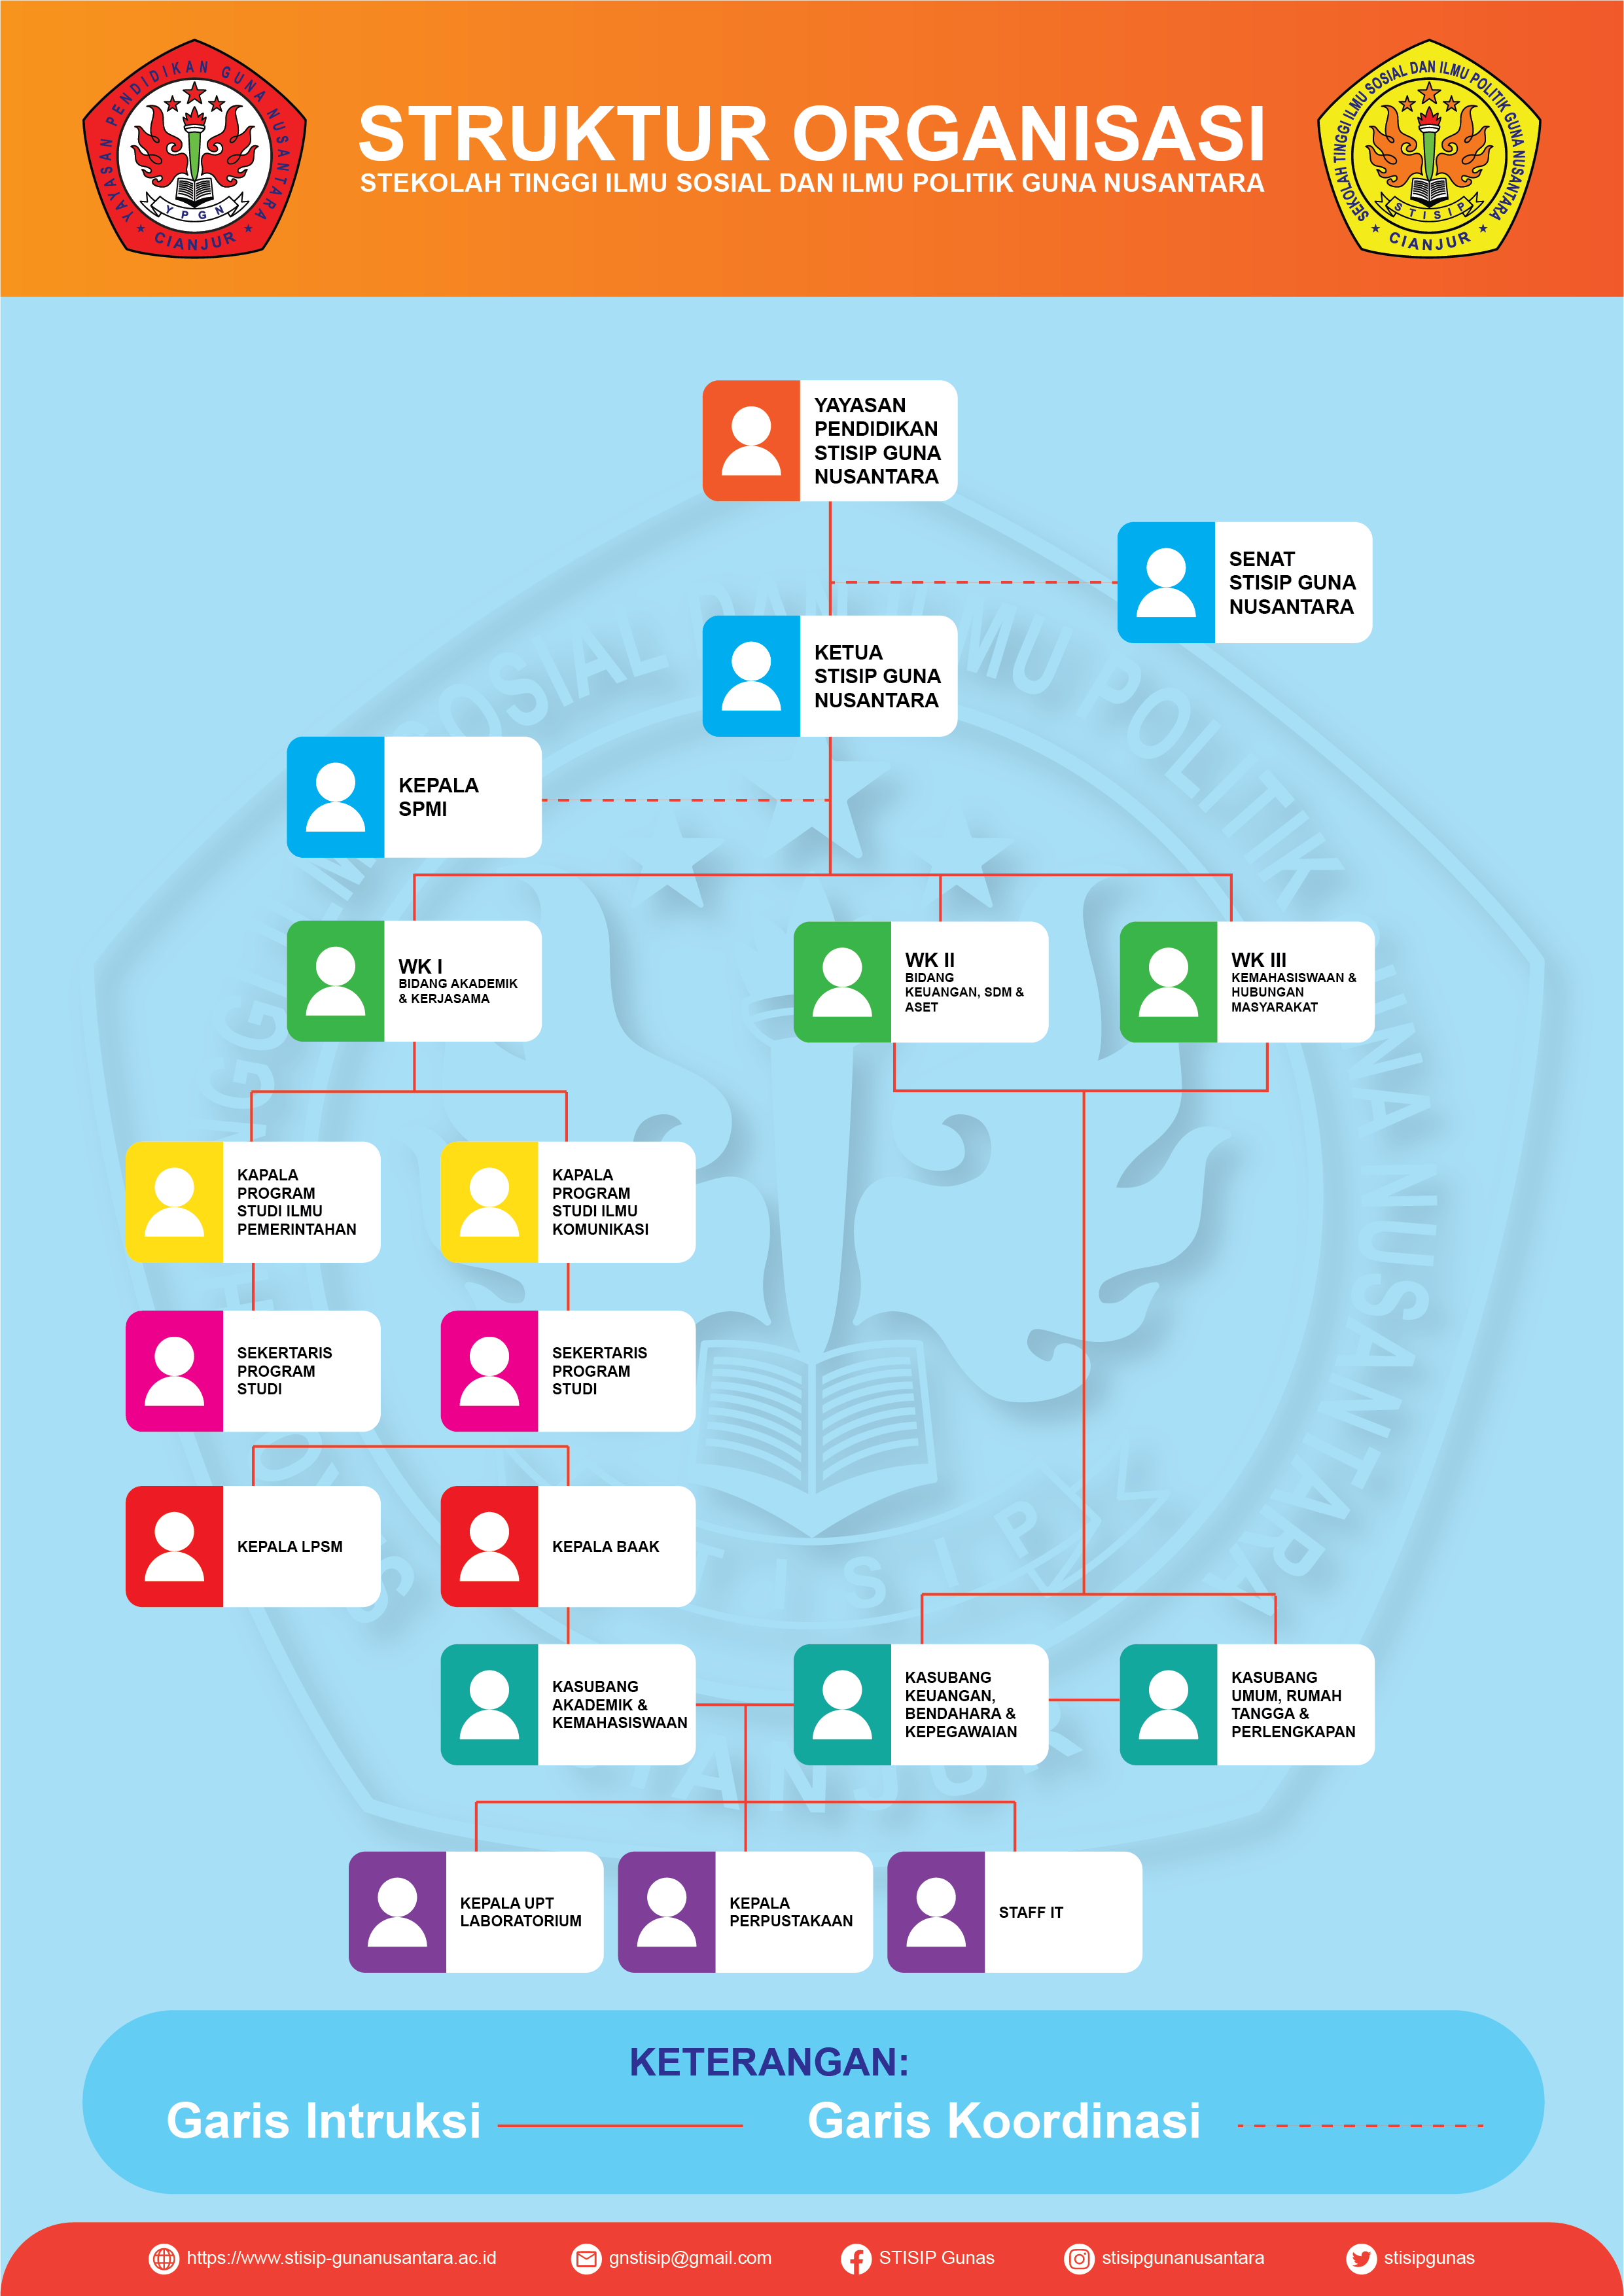 YAYASAN PENDIDIKAN GUNA NUSANTARA
YPGN
CIANJUR
STRUKTUR ORGANISASI
STEKOLAH TINGGI ILMU SOSIAL DAN ILMU POLITIK GUNA NUSANTARA
SEKOLAH TINGGI ILMU SOSIAL DAN ILMU POLITIK GUNA NUSANTARA
STISIP
CIANJUR
YAYASAN
PENDIDIKAN
STISIP GUNA
NUSANTARA
SENAT
STISIP GUNA
NUSANTARA
KETUA
STISIP GUNA
NUSANTARA
KEPALA
SPMI
WK I
BIDANG AKADEMIK
& KERJASAMA
WK II
BIDANG
KEUANGAN, SDM &
ASET
WK III
KEMAHASISWAAN &
HUBUNGAN
MASYARAKAT
KAPALA
PROGRAM
STUDI ILMU
PEMERINTAHAN
KAPALA
PROGRAM
STUDI ILMU
KOMUNIKASI
SEKERTARIS
PROGRAM
STUDI
SEKERTARIS
PROGRAM
STUDI
KEPALA LPSM
KEPALA BAAK
KASUBANG
AKADEMIK &
KEMAHASISWAAN
KASUBANG
KEUANGAN,
BENDAHARA &
KEPEGAWAIAN
KASUBANG
UMUM, RUMAH
TANGGA &
PERLENGKAPAN
KEPALA UPT
LABORATORIUM
KEPALA
PERPUSTAKAAN
STAFF IT
KETERANGAN:
Garis Intruksi
Garis Koordinasi
https://www.stisip-gunanusantara.ac.id
gnstisip@gmail.com
STISIP Gunas
stisipgunanusantara
stisipgunas